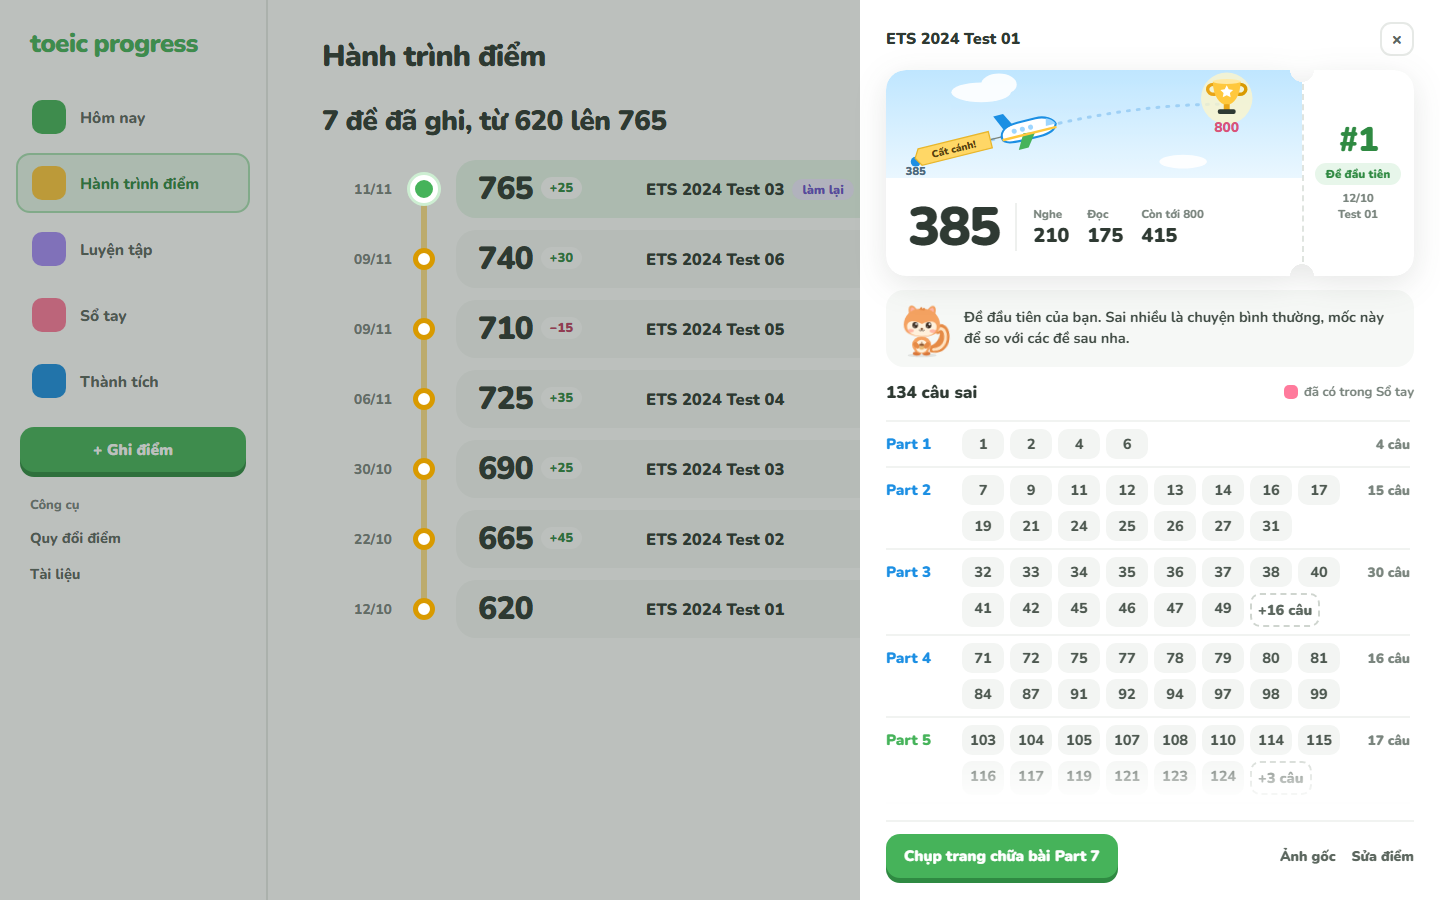 toeic progress
Hôm nay
Hành trình điểm
Luyện tập
Sổ tay
Thành tích
+ Ghi điểm
Công cụ
Quy đổi điểm
Tài liệu
Hành trình điểm
7 đề đã ghi, từ 620 lên 765
11/11 765 +25 ETS 2024 Test 03 làm lại
09/11 740 +30 ETS 2024 Test 06
09/11 710 −15 ETS 2024 Test 05
06/11 725 +35 ETS 2024 Test 04
30/10 690 +25 ETS 2024 Test 03
22/10 665 +45 ETS 2024 Test 02
12/10 620 ETS 2024 Test 01
ETS 2024 Test 01 ×
800
Cất cánh!
385
385
Nghe Đọc Còn tới 800
210 175 415
#1
Đề đầu tiên
12/10
Test 01
Đề đầu tiên của bạn. Sai nhiều là chuyện bình thường, mốc này
để so với các đề sau nha.
134 câu sai đã có trong Sổ tay
Part 1 1 2 4 6 4 câu
Part 2 7 9 11 12 13 14 16 17 15 câu
19 21 24 25 26 27 31
Part 3 32 33 34 35 36 37 38 40 30 câu
41 42 45 46 47 49 +16 câu
Part 4 71 72 75 77 78 79 80 81 16 câu
84 87 91 92 94 97 98 99
Part 5 103 104 105 107 108 110 114 115 17 câu
116 117 119 121 123 124 +3 câu
Chụp trang chữa bài Part 7 Ảnh gốc Sửa điểm